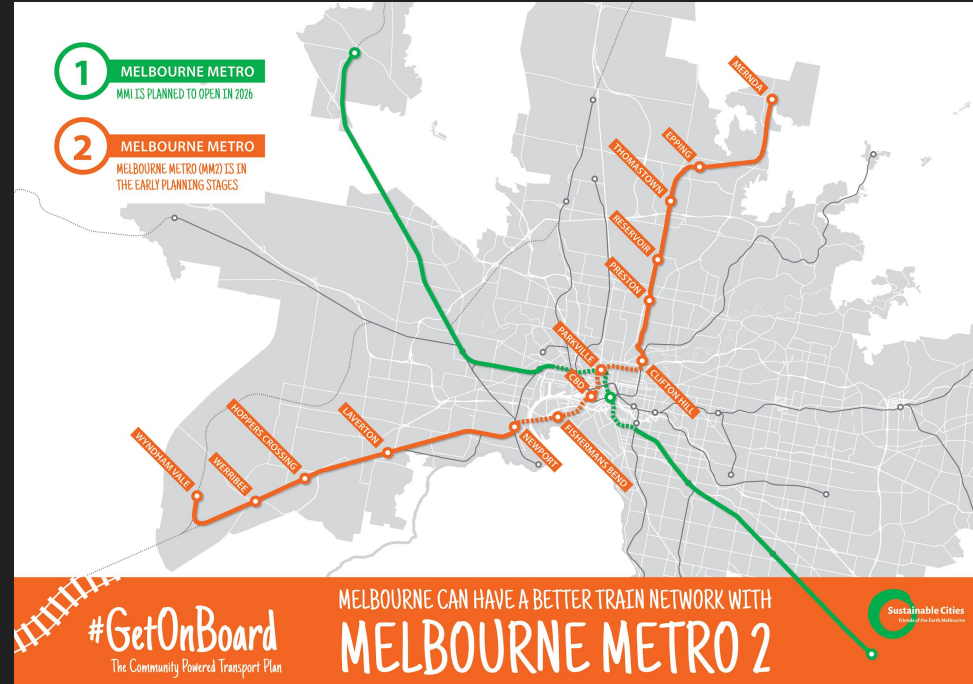 1
MELBOURNE METRO
MM1 IS PLANNED TO OPEN IN 2026
2
MELBOURNE METRO
MELBOURNE METRO (MM2) IS IN
THE EARLY PLANNING STAGES
MERNDA
EPPING
THOMASTOWN
RESERVOIR
PRESTON
PARKVILLE
CBD
CLIFTON HILL
FISHERMANS BEND
NEWPORT
LAVERTON
HOPPERS CROSSING
WERRIBEE
WYNDHAM VALE
#GetOnBoard
The Community Powered Transport Plan
MELBOURNE CAN HAVE A BETTER TRAIN NETWORK WITH
MELBOURNE METRO 2
Sustainable Cities
Friends of the Earth Melbourne